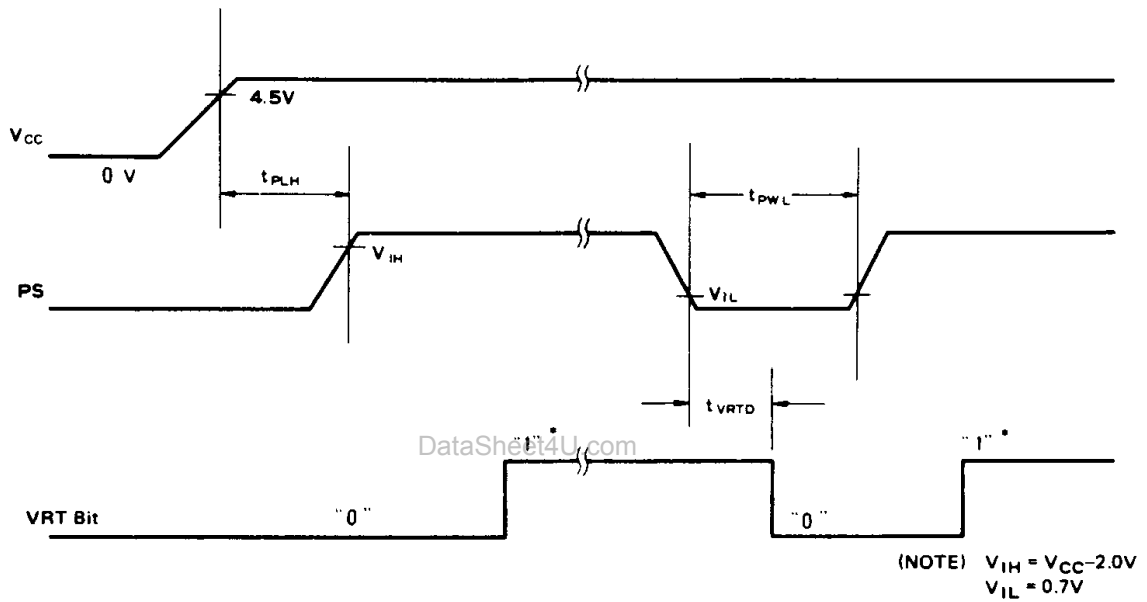 4.5V
VCC
0 V
tPLH
tPWL
VIH
PS
VIL
tVRTD
DataSheet4U.com
"1" *
"1" *
VRT Bit
"0"
"0"
(NOTE) VIH = VCC-2.0V
VIL = 0.7V